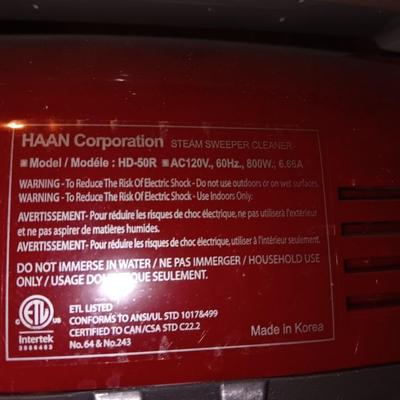 HAAN Corporation STEAM SWEEPER CLEANER
■ Model / Modéle : HD-50R ■ AC120V., 60Hz., 800W., 6.66A
WARNING - To Reduce The Risk Of Electric Shock - Do not use outdoors or on wet surfaces.
WARNING - To Reduce The Risk Of Electric Shock - Use Indoors Only.
AVERTISSEMENT- Pour réduire les risques de choc électrique, ne pas utiliserà l'extérieur
et ne pas aspirer de matières humides.
AVERTISSEMENT- Pour réduire les risques de choc électrique, utiliser à l'intérieur seulement.
DO NOT IMMERSE IN WATER / NE PAS IMMERGER / HOUSEHOLD USE
ONLY / USAGE DOMESTIQUE SEULEMENT.
ETL LISTED
CONFORMS TO ANSI/UL STD 1017&499
CERTIFIED TO CAN/CSA STD C22.2
No.64 & No.243
C ETL US
Intertek
3086483
Made in Korea